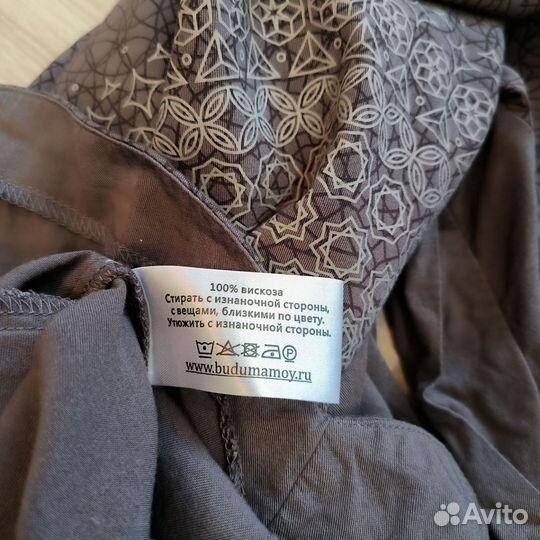 100% вискоза
Стирать с изнаночной стороны,
с вещами, близкими по цвету.
Утюжить с изнаночной стороны.
www.budumamoy.ru
Avito